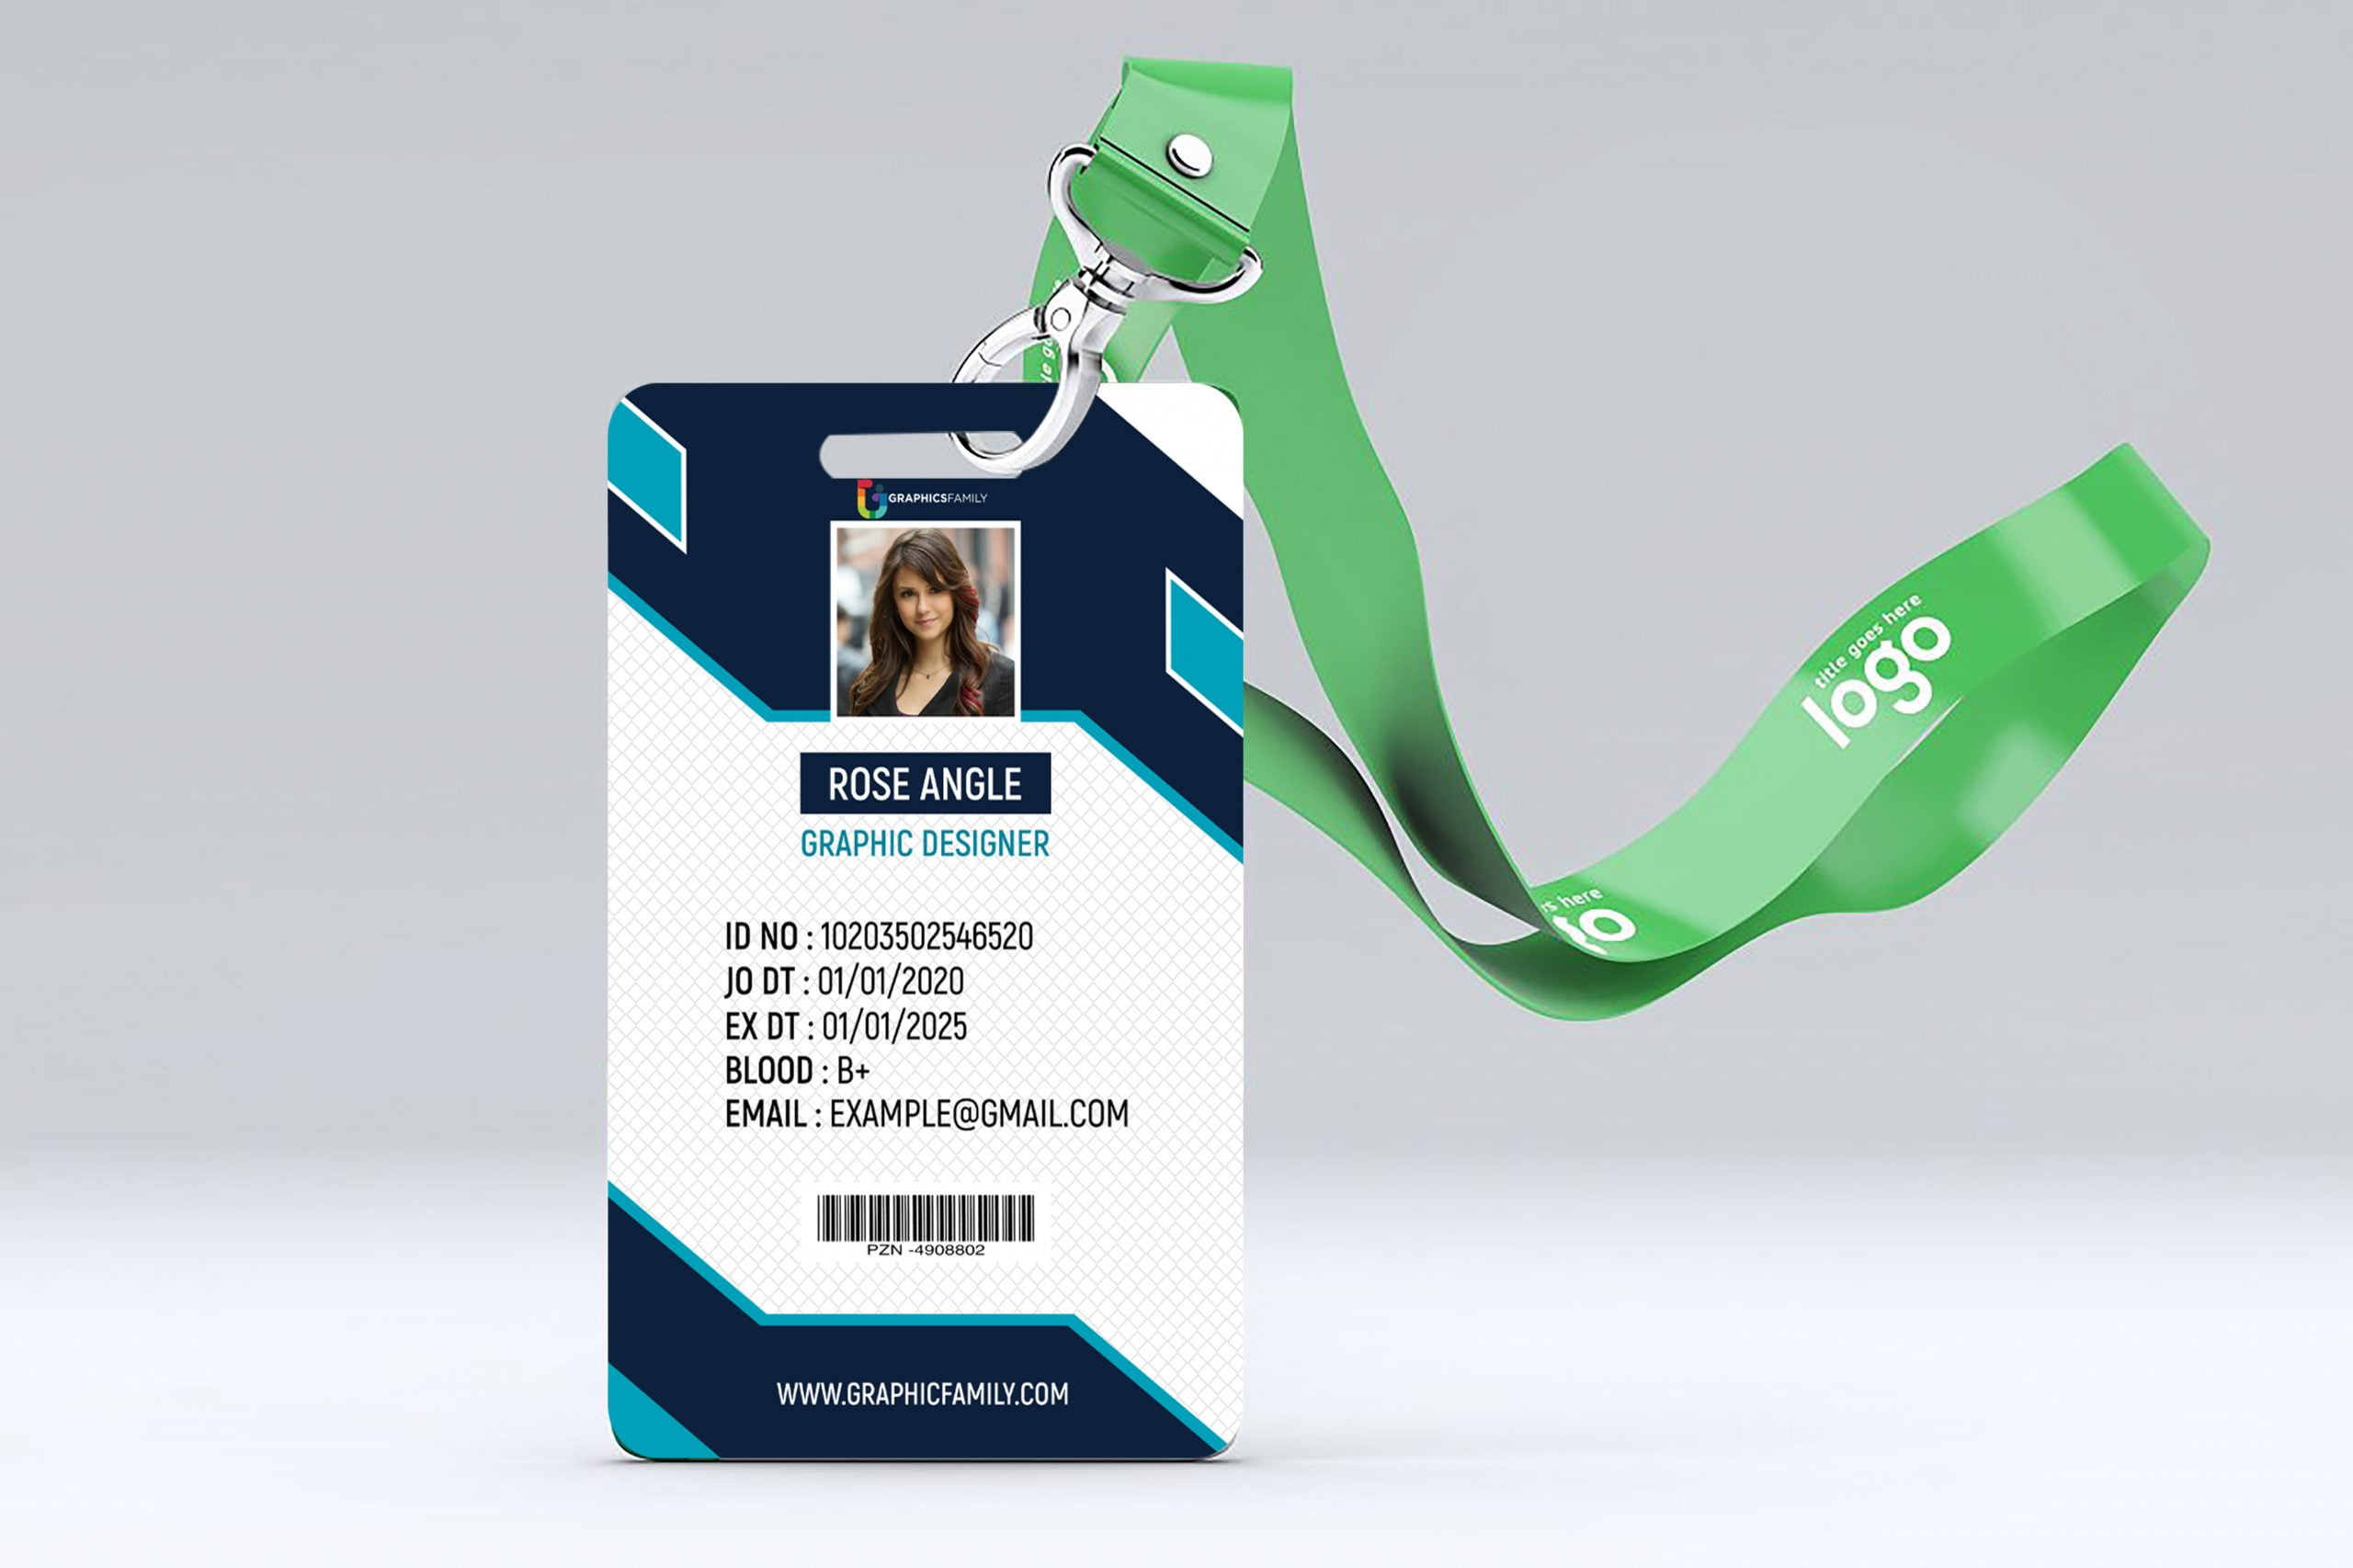 GRAPHICSFAMILY
ROSE ANGLE
GRAPHIC DESIGNER
ID NO : 10203502546520
JO DT : 01/01/2020
EX DT : 01/01/2025
BLOOD : B+
EMAIL : EXAMPLE@GMAIL.COM
PZN -4908802
WWW.GRAPHICFAMILY.COM
title goes here
logo
here